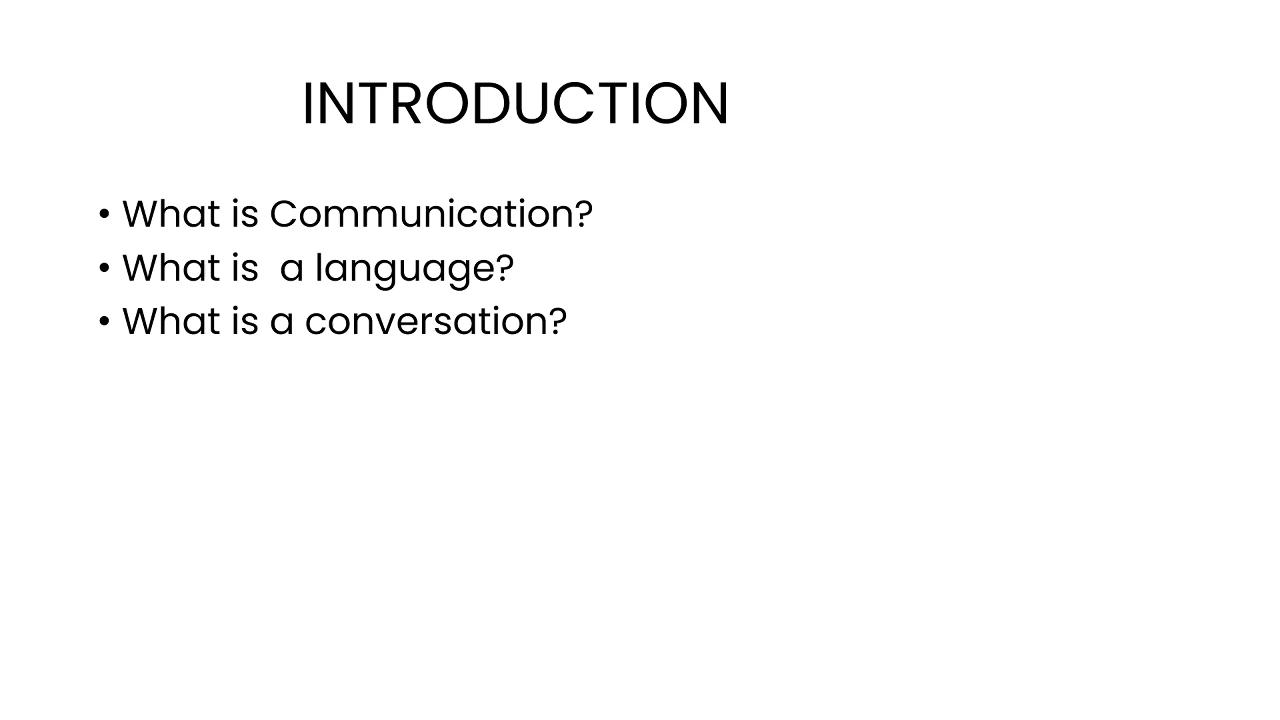 INTRODUCTION
• What is Communication?
• What is  a language?
• What is a conversation?